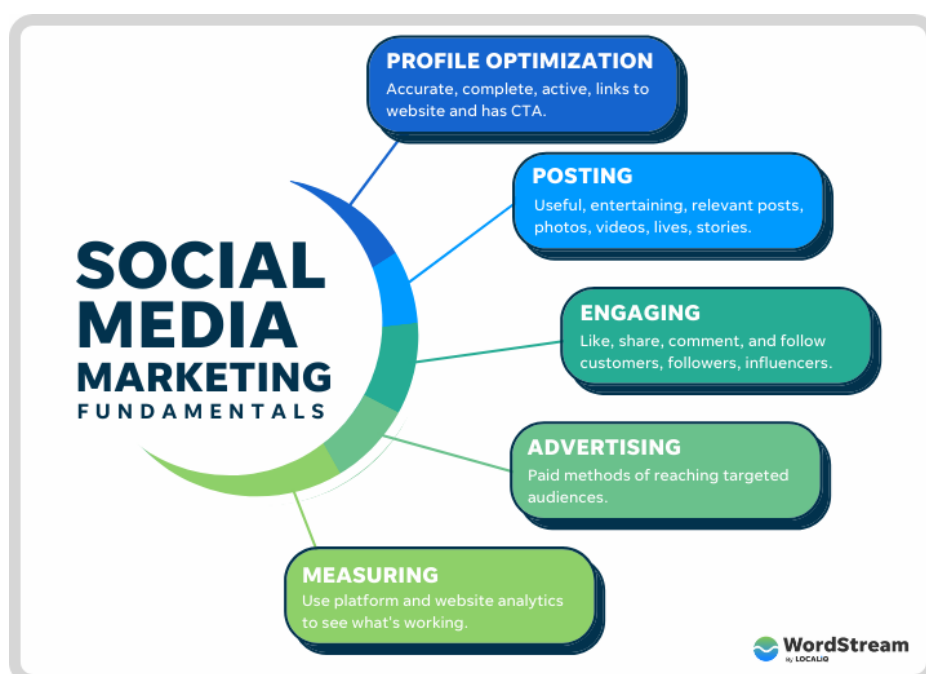 PROFILE OPTIMIZATION
Accurate, complete, active, links to
website and has CTA.
POSTING
Useful, entertaining, relevant posts,
photos, videos, lives, stories.
SOCIAL
MEDIA
MARKETING
FUNDAMENTALS
ENGAGING
Like, share, comment, and follow
customers, followers, influencers.
ADVERTISING
Paid methods of reaching targeted
audiences.
MEASURING
Use platform and website analytics
to see what's working.
WordStream
By LOCALiQ